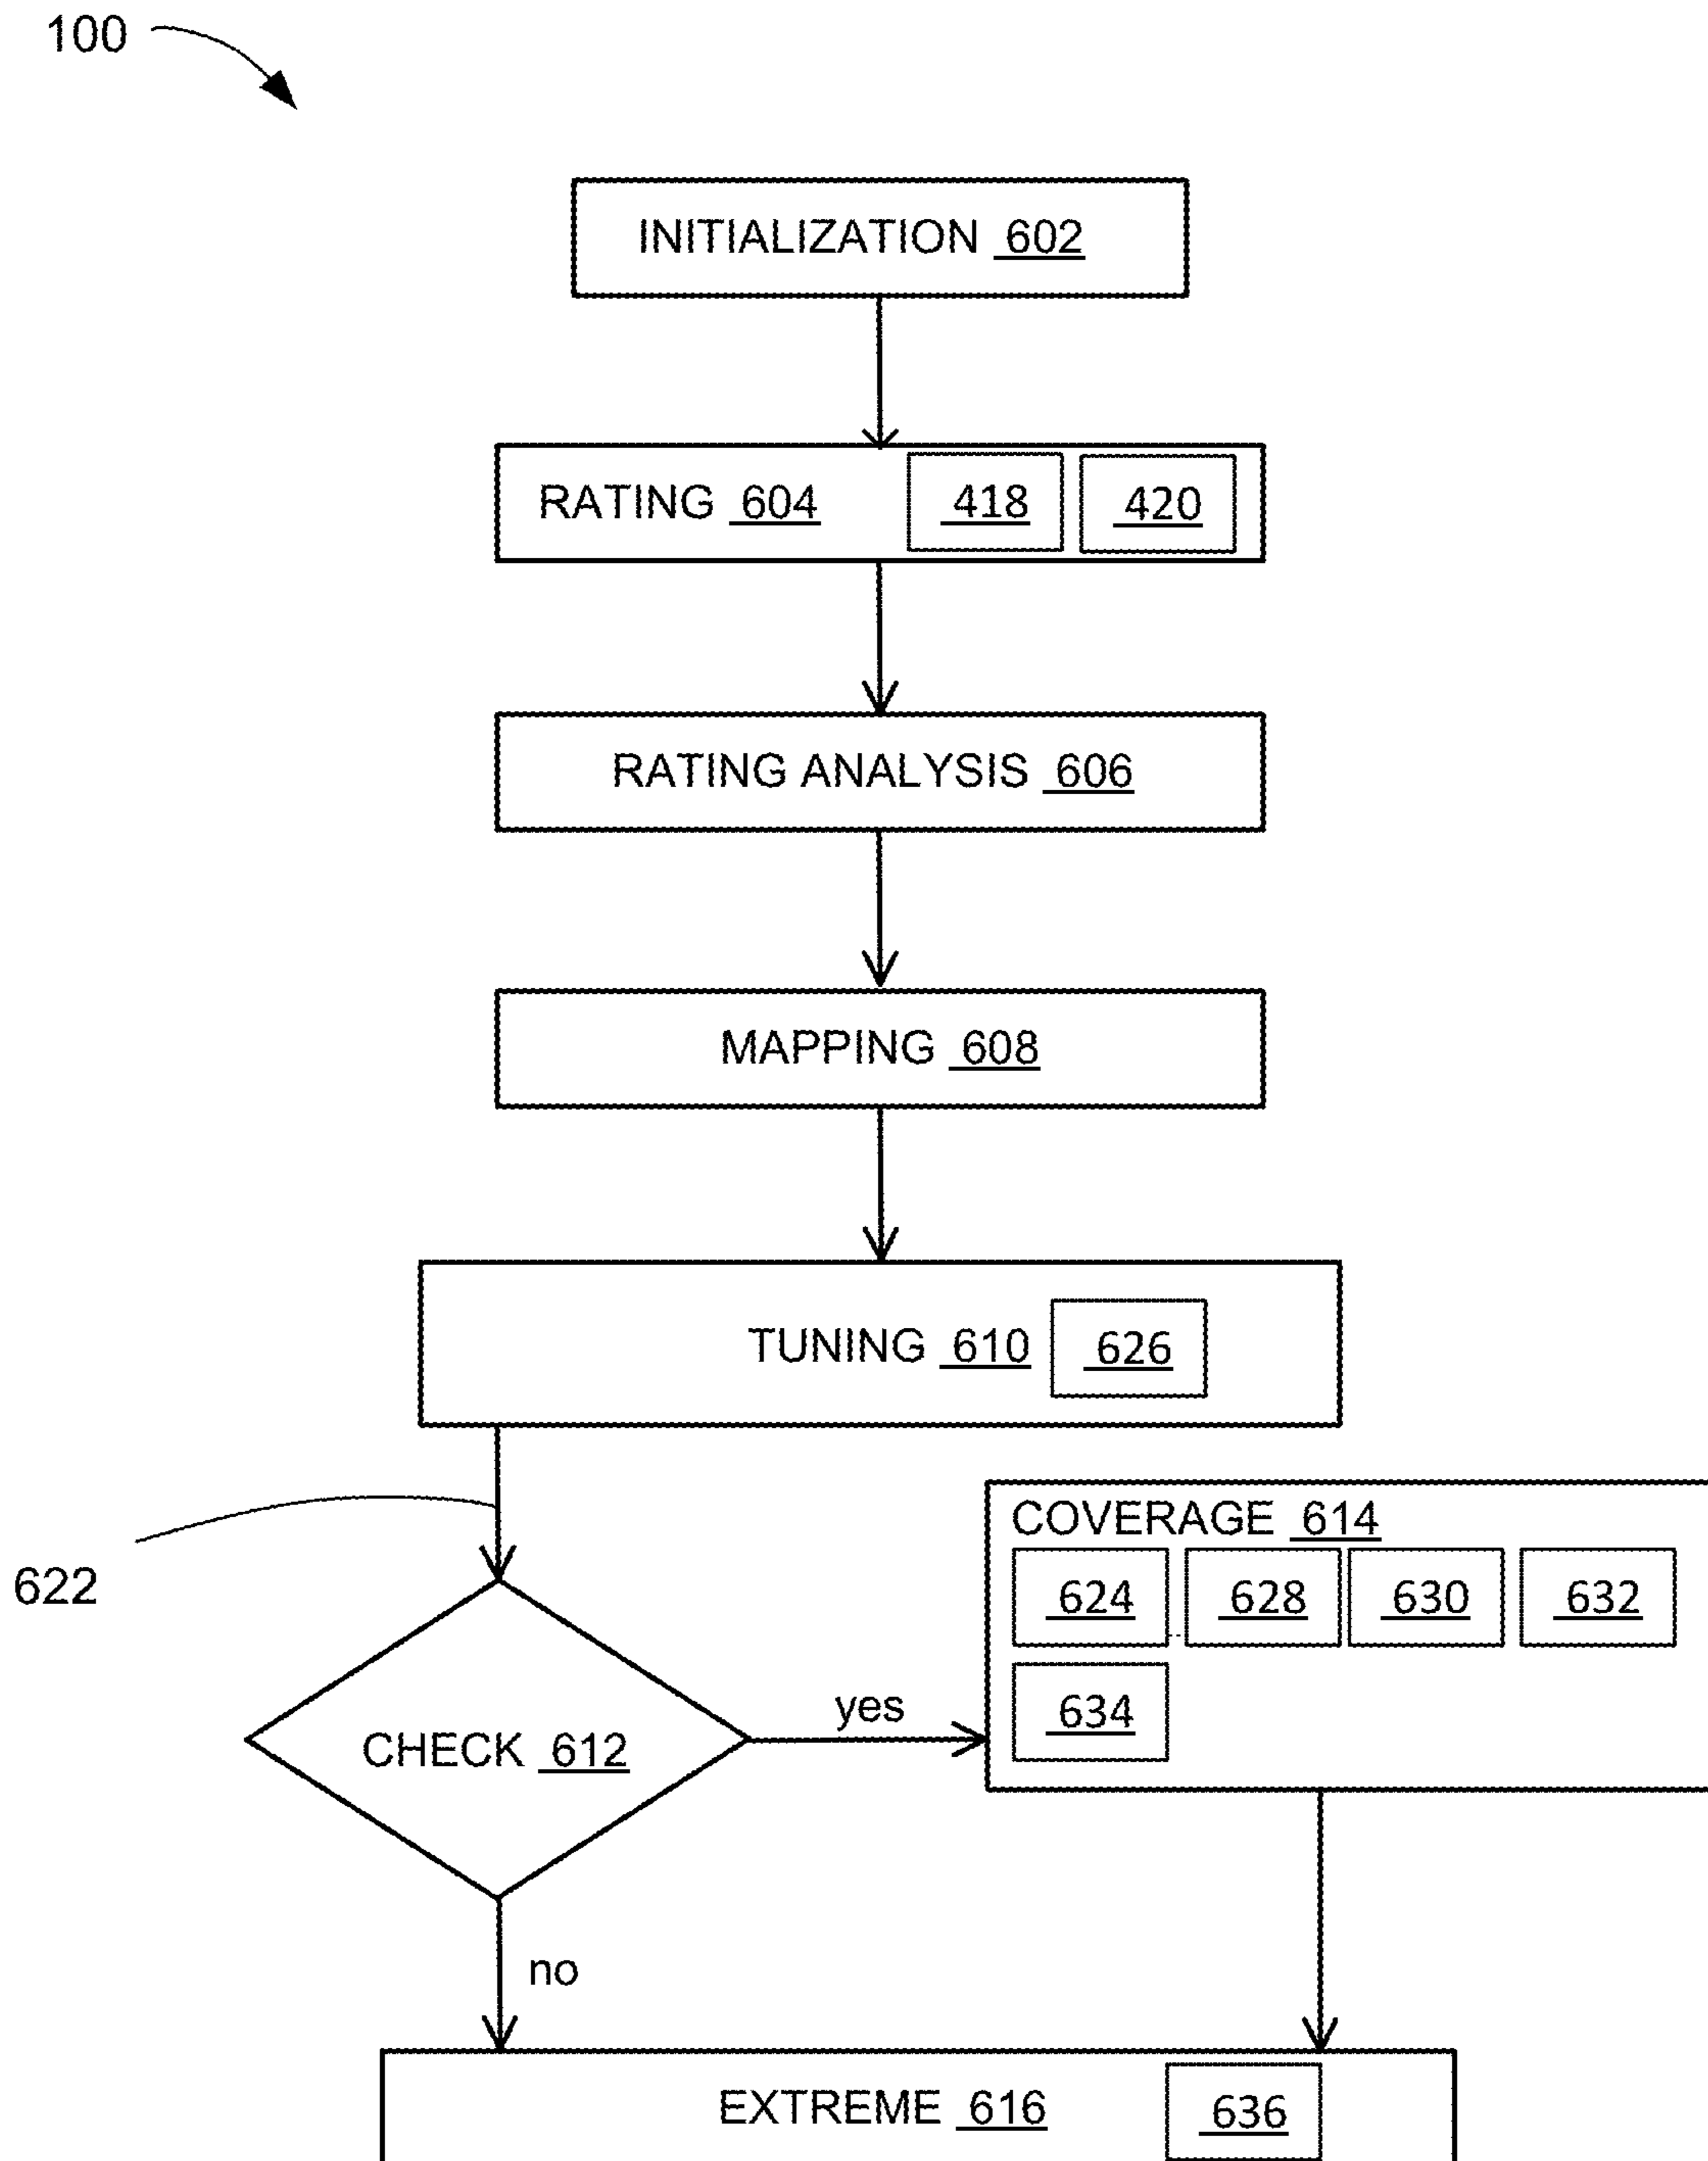 100
INITIALIZATION 602
RATING 604 418 420
RATING ANALYSIS 606
MAPPING 608
TUNING 610 626
622
COVERAGE 614
624 628 630 632
634
CHECK 612
yes
no
EXTREME 616 636